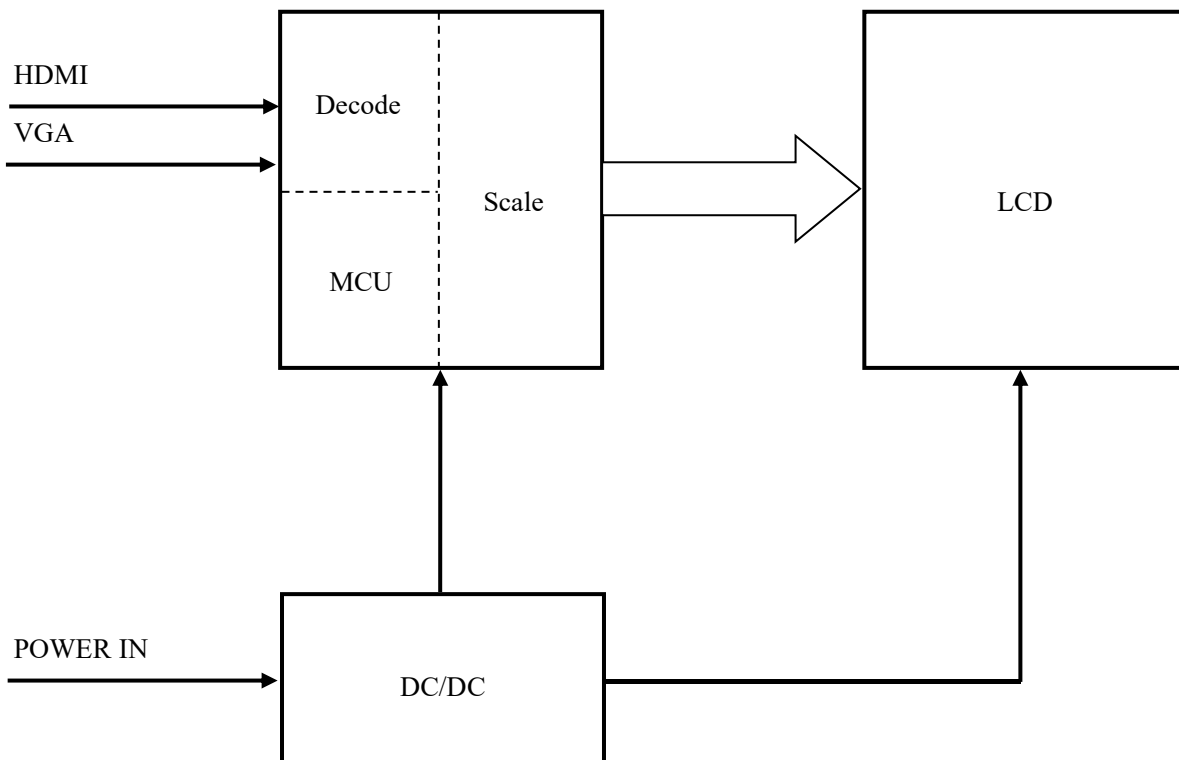 HDMI
VGA
Decode
Scale
MCU
LCD
POWER IN
DC/DC